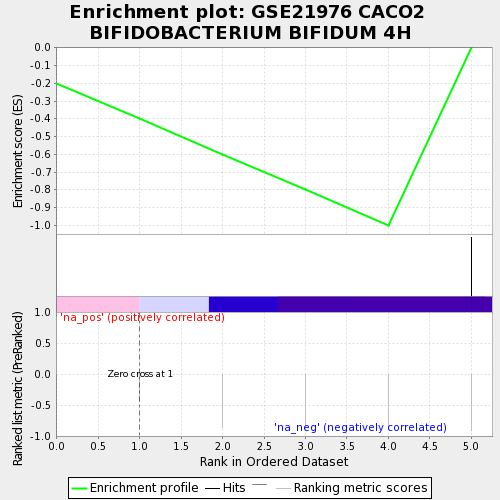 Enrichment plot: GSE21976 CACO2
BIFIDOBACTERIUM BIFIDUM 4H
Enrichment score (ES)
0.0
-0.1
-0.2
-0.3
-0.4
-0.5
-0.6
-0.7
-0.8
-0.9
-1.0
Ranked list metric (PreRanked)
1.0
0.5
0.0
-0.5
-1.0
'na_pos' (positively correlated)
Zero cross at 1
'na_neg' (negatively correlated)
0.0 0.5 1.0 1.5 2.0 2.5 3.0 3.5 4.0 4.5 5.0
Rank in Ordered Dataset
Enrichment profile Hits Ranking metric scores